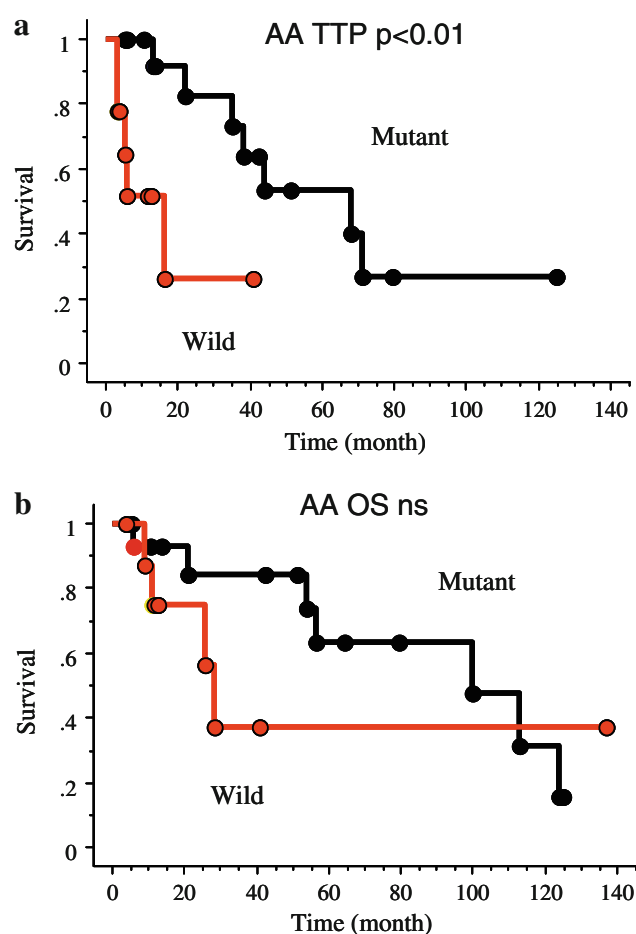 a
AA TTP p<0.01
1
.8
.6
.4
.2
0
Survival
Mutant
Wild
0 20 40 60 80 100 120 140
Time (month)
b
AA OS ns
1
.8
.6
.4
.2
0
Survival
Mutant
Wild
0 20 40 60 80 100 120 140
Time (month)